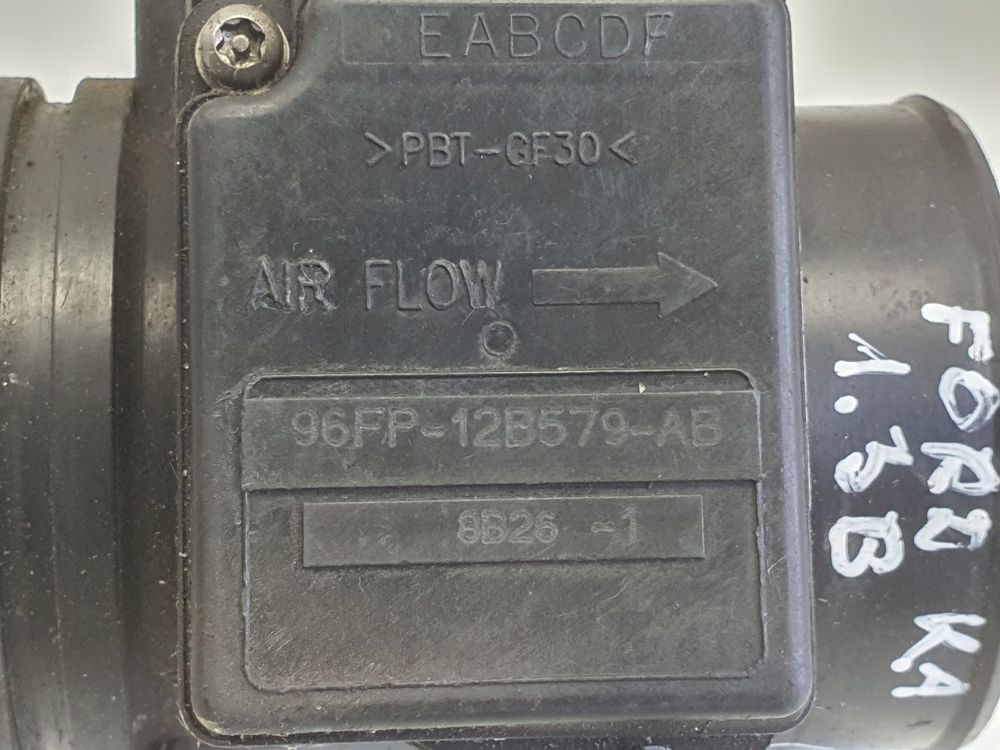 EABCDF
>PBT-GF30<
AIR FLOW
96FP-12B579-AB
8B26 -1
FORD KA
1.3B